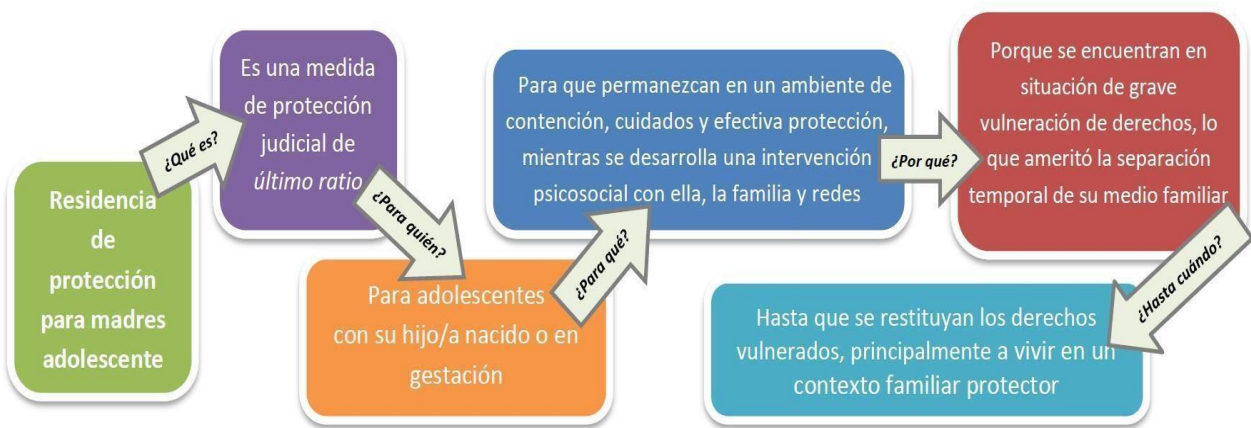 Residencia
de
protección
para madres
adolescente
¿Qué es?
Es una medida
de protección
judicial de
último ratio
¿Para quién?
Para adolescentes
con su hijo/a nacido o en
gestación
¿Para qué?
Para que permanezcan en un ambiente de
contención, cuidados y efectiva protección,
mientras se desarrolla una intervención
psicosocial con ella, la familia y redes
¿Por qué?
Porque se encuentran en
situación de grave
vulneración de derechos, lo
que ameritó la separación
temporal de su medio familiar
¿Hasta cuándo?
Hasta que se restituyan los derechos
vulnerados, principalmente a vivir en un
contexto familiar protector